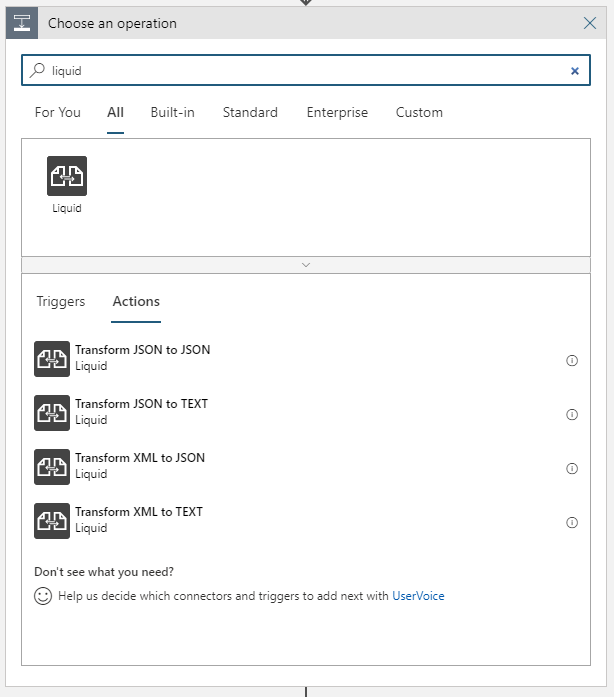 Choose an operation
liquid
For You All Built-in Standard Enterprise Custom
Liquid
Triggers Actions
Transform JSON to JSON
Liquid
Transform JSON to TEXT
Liquid
Transform XML to JSON
Liquid
Transform XML to TEXT
Liquid
Don't see what you need?
Help us decide which connectors and triggers to add next with UserVoice